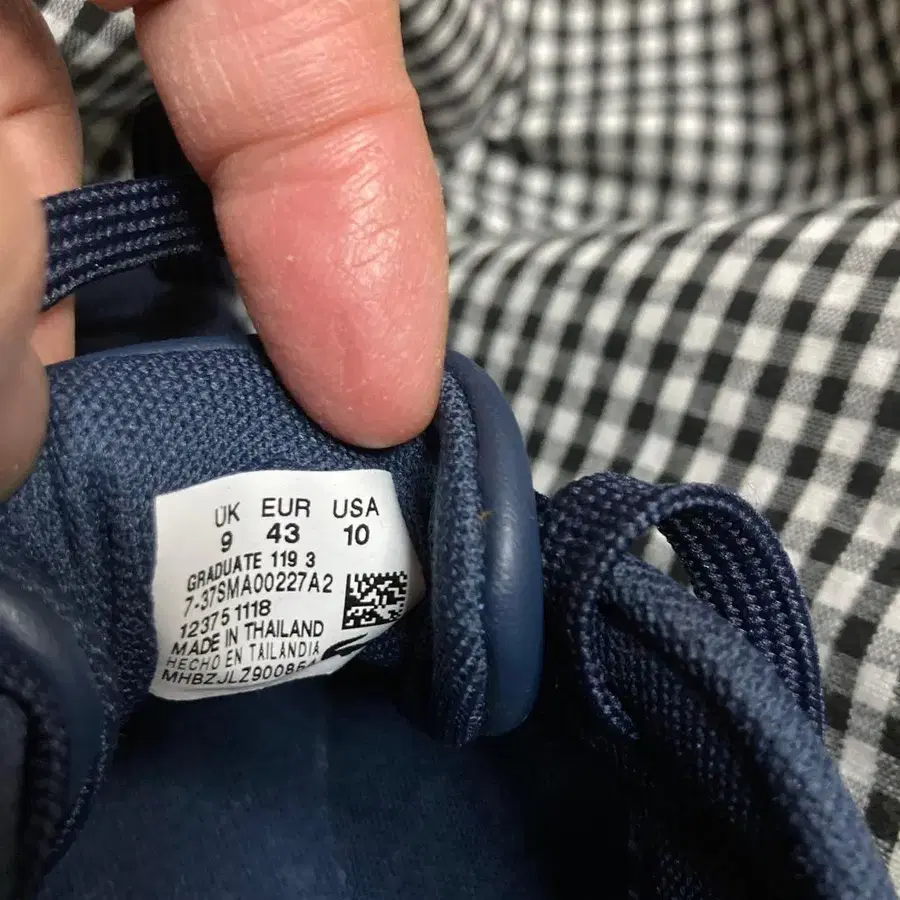 UK EUR USA
9 43 10
GRADUATE 119 3
7-37SMA00227A2
12375 1118
MADE IN THAILAND
HECHO EN TAILANDIA